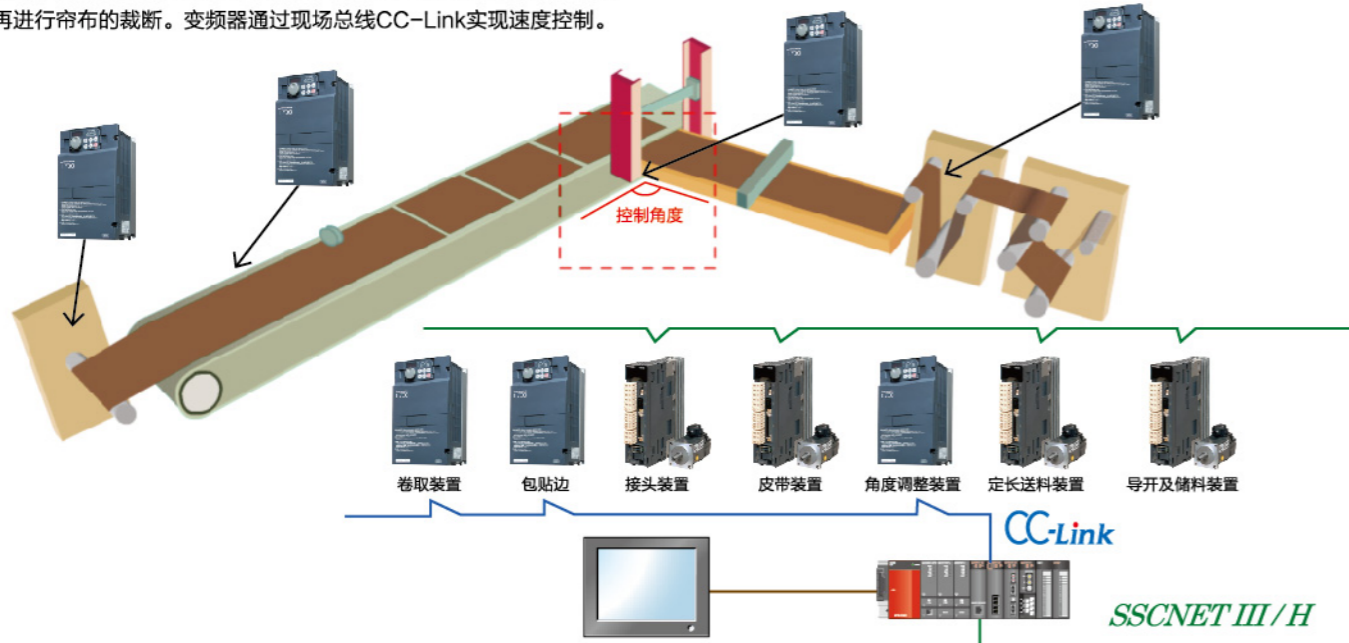 再进行帘布的裁断。变频器通过现场总线CC-Link实现速度控制。
控制角度
卷取装置
包贴边
接头装置
皮带装置
角度调整装置
定长送料装置
导开及储料装置
CC-Link
SSCNET III / H